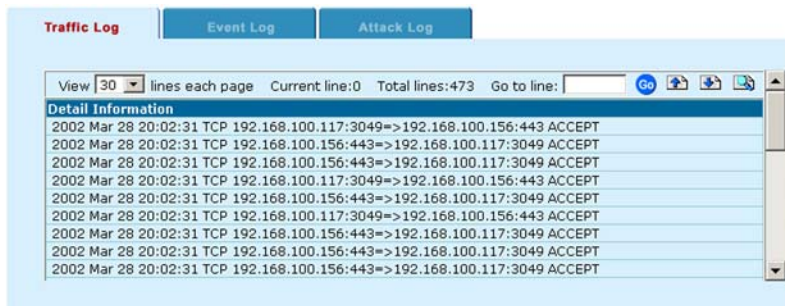 Traffic Log Event Log Attack Log
View 30 lines each page Current line:0 Total lines:473 Go to line: Go
Detail Information
2002 Mar 28 20:02:31 TCP 192.168.100.117:3049=>192.168.100.156:443 ACCEPT
2002 Mar 28 20:02:31 TCP 192.168.100.156:443=>192.168.100.117:3049 ACCEPT
2002 Mar 28 20:02:31 TCP 192.168.100.156:443=>192.168.100.117:3049 ACCEPT
2002 Mar 28 20:02:31 TCP 192.168.100.117:3049=>192.168.100.156:443 ACCEPT
2002 Mar 28 20:02:31 TCP 192.168.100.156:443=>192.168.100.117:3049 ACCEPT
2002 Mar 28 20:02:31 TCP 192.168.100.117:3049=>192.168.100.156:443 ACCEPT
2002 Mar 28 20:02:31 TCP 192.168.100.156:443=>192.168.100.117:3049 ACCEPT
2002 Mar 28 20:02:31 TCP 192.168.100.156:443=>192.168.100.117:3049 ACCEPT
2002 Mar 28 20:02:31 TCP 192.168.100.156:443=>192.168.100.117:3049 ACCEPT